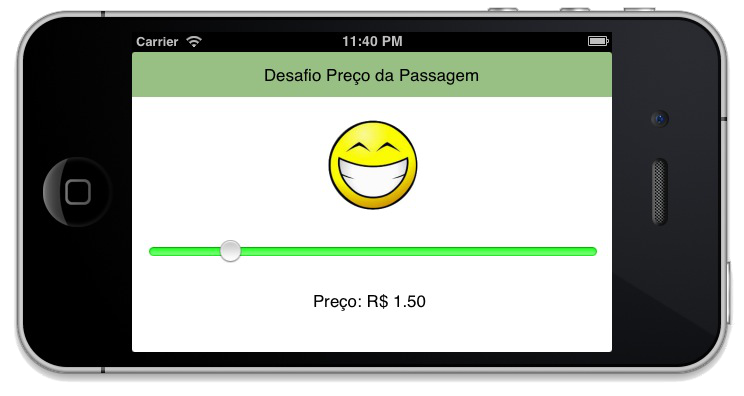 Carrier
11:40 PM
Desafio Preço da Passagem
Preço: R$ 1.50